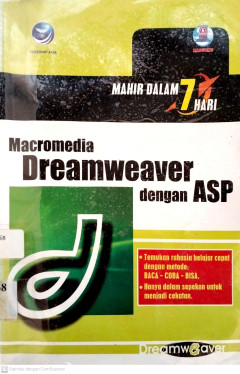 MAHIR DALAM 7 HARI
Macromedia
Dreamweaver
dengan ASP
• Temukan rahasia belajar cepat
dengan metode:
BACA - COBA - BISA.
• Hanya dalam sepekan untuk
menjadi cekatan.
Dreamweaver